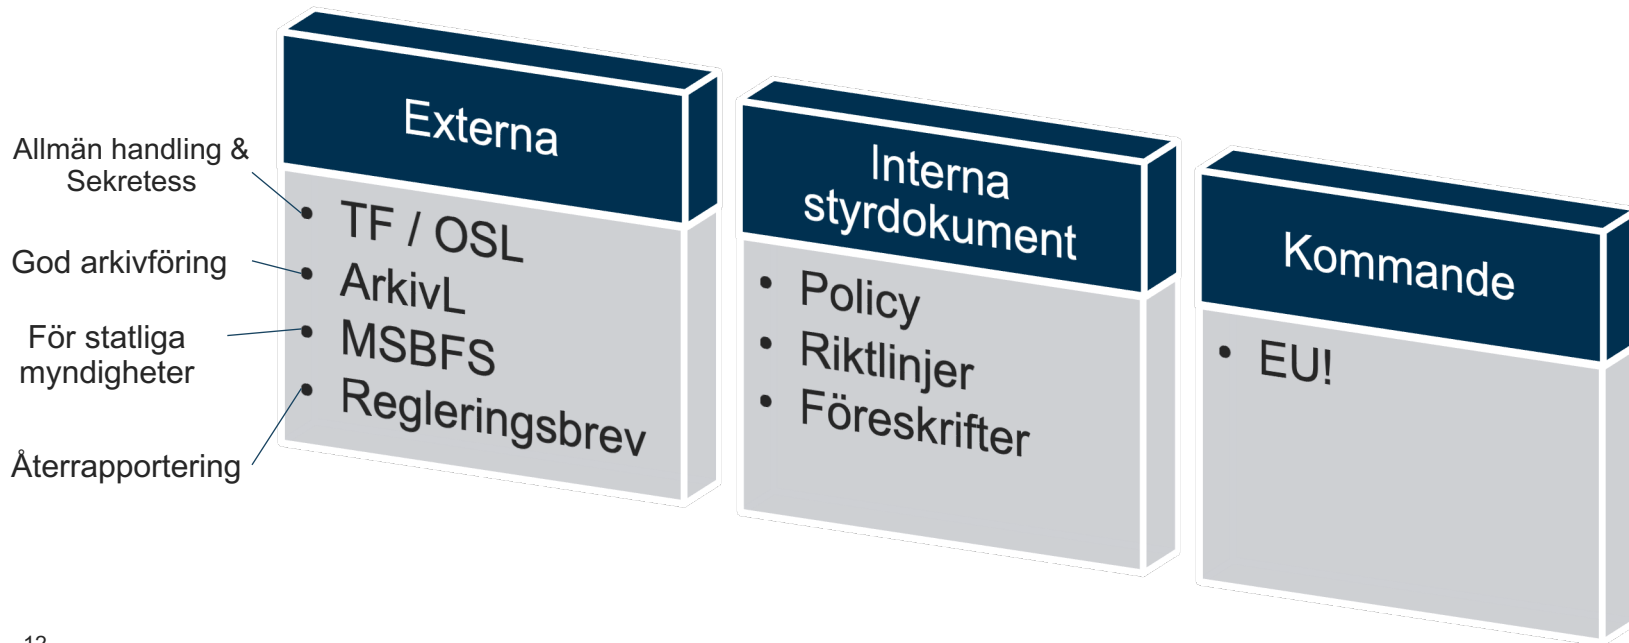 Allmän handling &
Sekretess
God arkivföring
För statliga
myndigheter
Återrapportering
Externa
• TF / OSL
• ArkivL
• MSBFS
• Regleringsbrev
Interna
styrdokument
• Policy
• Riktlinjer
• Föreskrifter
Kommande
• EU!
12